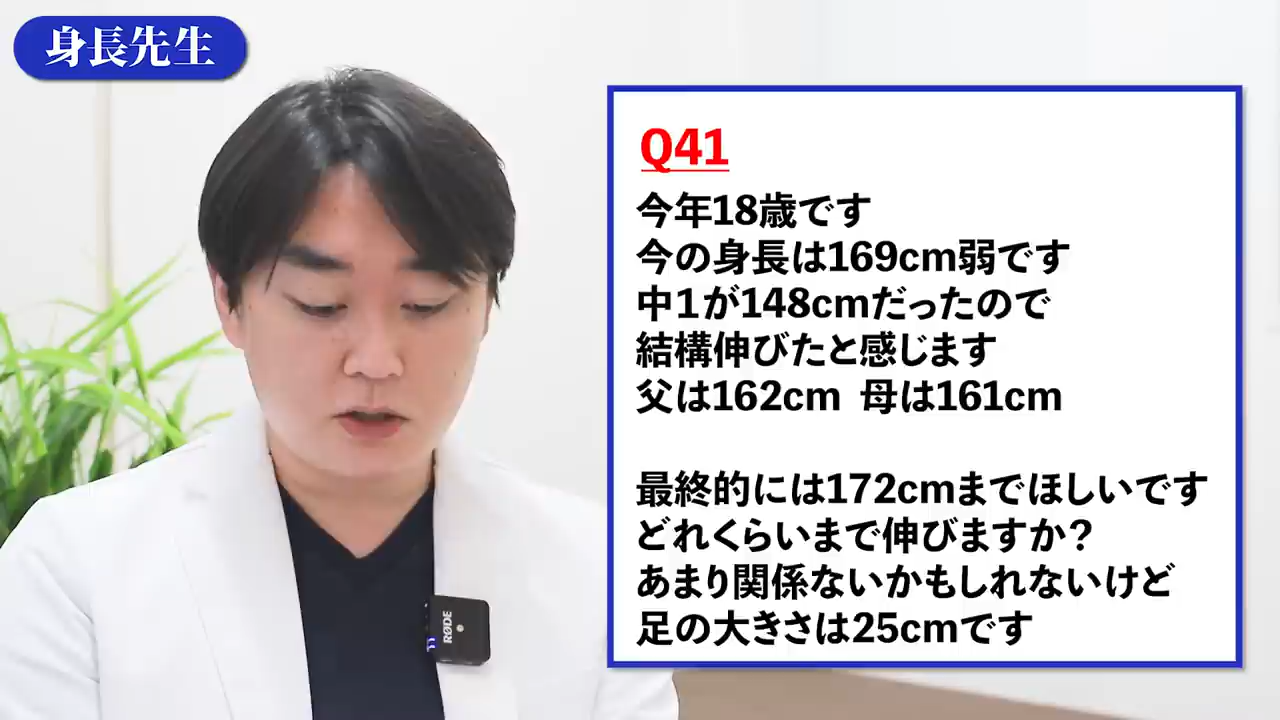 身長先生
Q41
今年18歳です
今の身長は169cm弱です
中1が148cmだったので
結構伸びたと感じます
父は162cm 母は161cm
最終的には172cmまでほしいです
どれくらいまで伸びますか?
あまり関係ないかもしれないけど
足の大きさは25cmです
RØDE